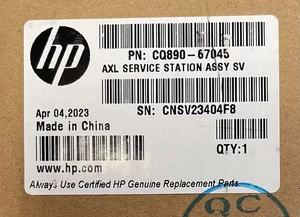 hp
PN: CQ890-67045
AXL SERVICE STATION ASSY SV
Apr 04,2023
Made in China
SN: CNSV23404F8
www.hp.com
QTY:1
Always Use Certified HP Genuine Replacement Parts
QC